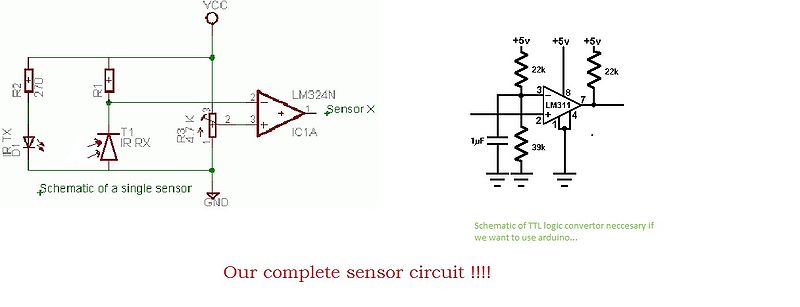 VCC
R2
270
R1
IR TX
D1
T1
IR RX
R3
4.7 K
3
2
1
2
3
1
LM324N
IC1A
Sensor X
Schematic of a single sensor
GND
+5v
+5v
+5v
22k
22k
3
8
LM311
7
2
1
4
1µF
39k
Schematic of TTL logic convertor neccesary if
we want to use arduino...
Our complete sensor circuit !!!!